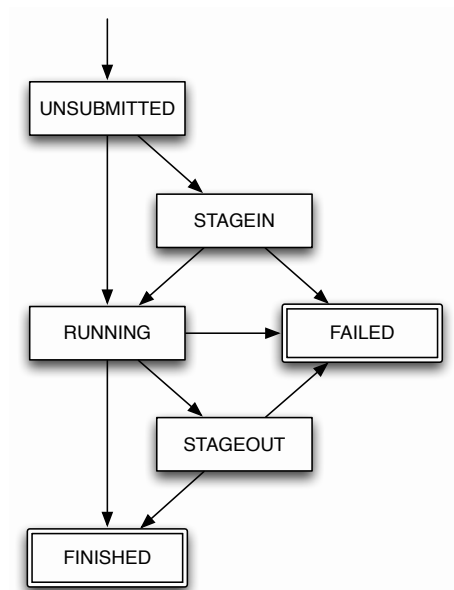 UNSUBMITTED
STAGEIN
RUNNING
FAILED
STAGEOUT
FINISHED